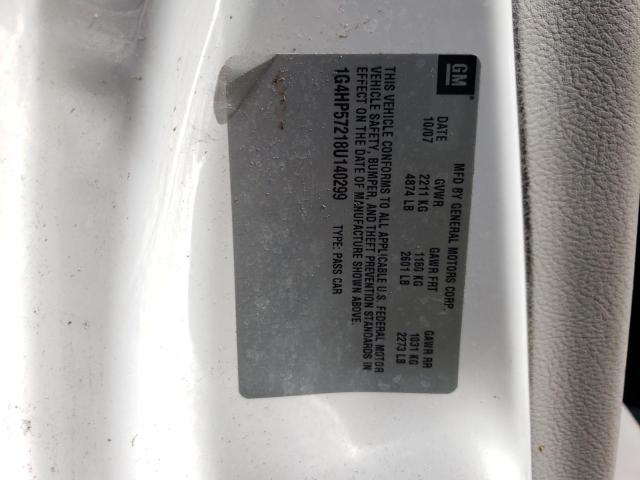 GM
MFD BY GENERAL MOTORS CORP.
DATE GVWR GAWR FRT GAWR RR
10/07 2211 KG 1180 KG 1031 KG
4874 LB 2601 LB 2273 LB
THIS VEHICLE CONFORMS TO ALL APPLICABLE U.S. FEDERAL MOTOR
VEHICLE SAFETY, BUMPER, AND THEFT PREVENTION STANDARDS IN
EFFECT ON THE DATE OF MANUFACTURE SHOWN ABOVE.
1G4HP57218U140299 TYPE: PASS CAR